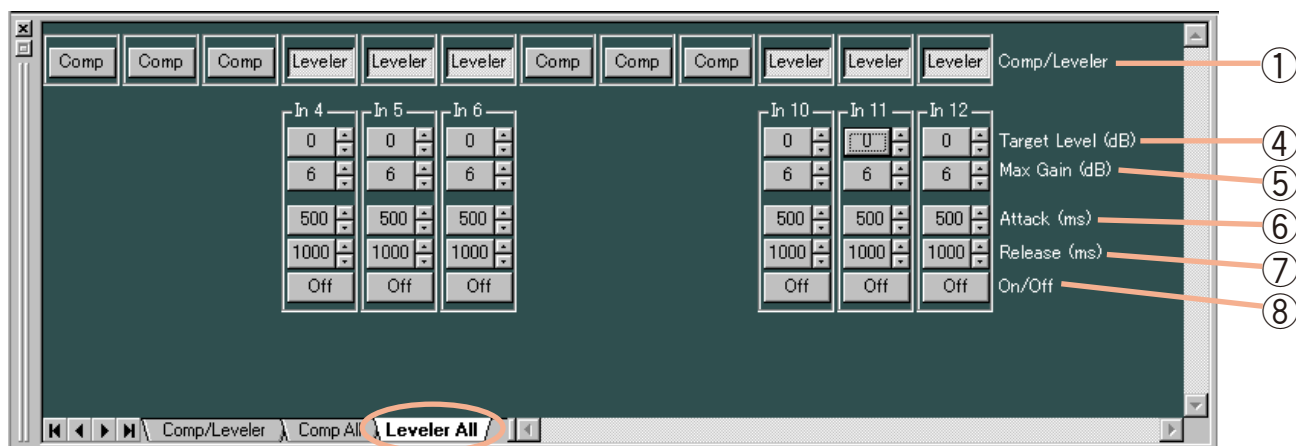 Comp Comp Comp Leveler Leveler Leveler Comp Comp Comp Leveler Leveler Leveler Comp/Leveler ①
In 4 In 5 In 6 In 10 In 11 In 12
0 0 0 0 0 0 Target Level (dB) ④
6 6 6 6 6 6 Max Gain (dB) ⑤
500 500 500 500 500 500 Attack (ms) ⑥
1000 1000 1000 1000 1000 1000 Release (ms) ⑦
Off Off Off Off Off Off On/Off ⑧
Comp/Leveler Comp All Leveler All